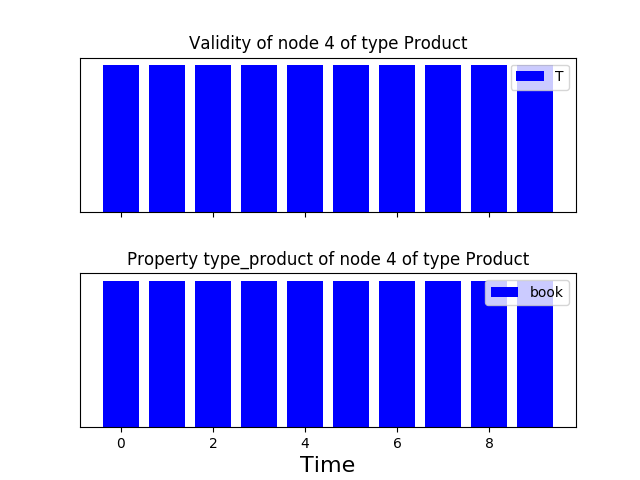 Validity of node 4 of type Product
T
Property type_product of node 4 of type Product
book
0 2 4 6 8
Time